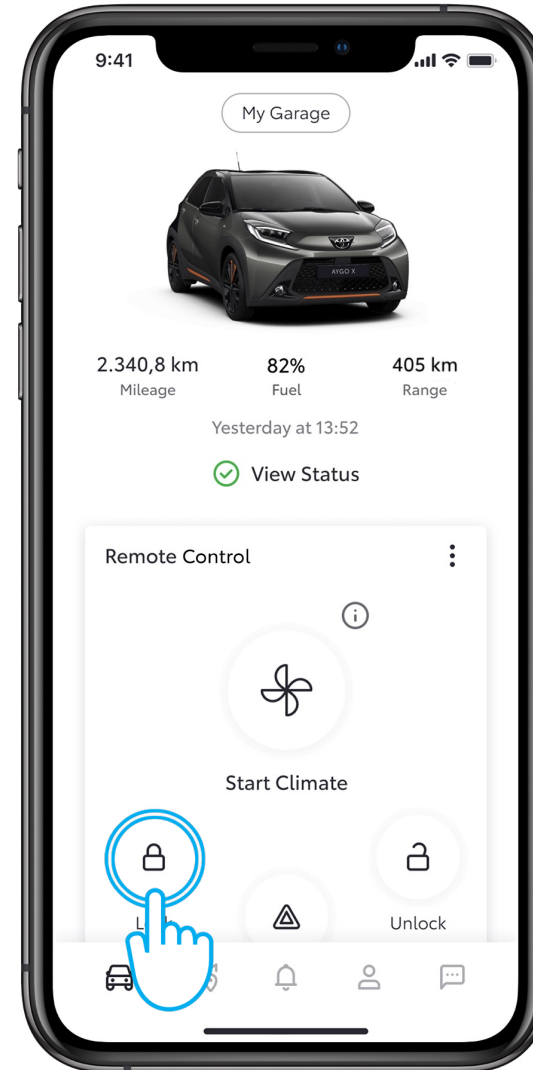 9:41
My Garage
AYGO X
2.340,8 km 82% 405 km
Mileage Fuel Range
Yesterday at 13:52
View Status
Remote Control
Start Climate
Unlock